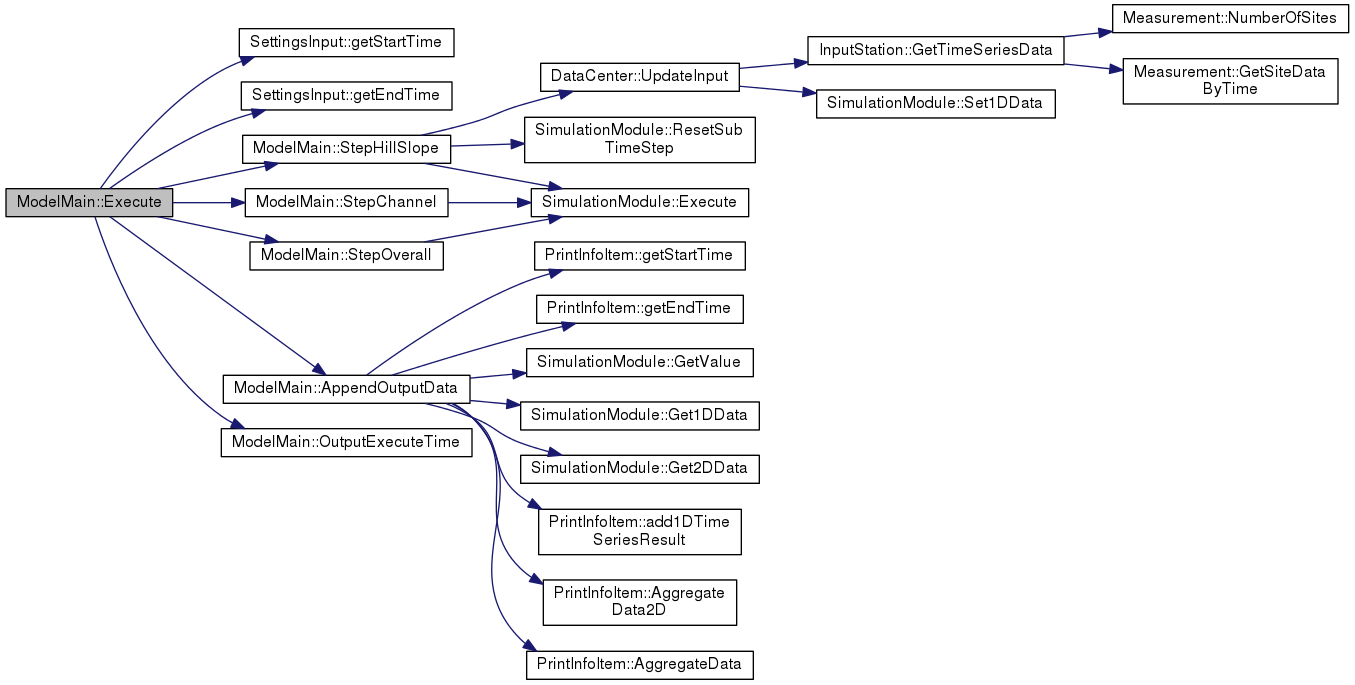 ModelMain::Execute
SettingsInput::getStartTime
SettingsInput::getEndTime
ModelMain::StepHillSlope
ModelMain::StepChannel
ModelMain::StepOverall
ModelMain::AppendOutputData
ModelMain::OutputExecuteTime
DataCenter::UpdateInput
SimulationModule::ResetSub
TimeStep
SimulationModule::Execute
PrintInfoItem::getStartTime
PrintInfoItem::getEndTime
SimulationModule::GetValue
SimulationModule::Get1DData
SimulationModule::Get2DData
PrintInfoItem::add1DTime
SeriesResult
PrintInfoItem::Aggregate
Data2D
PrintInfoItem::AggregateData
InputStation::GetTimeSeriesData
SimulationModule::Set1DData
Measurement::NumberOfSites
Measurement::GetSiteData
ByTime